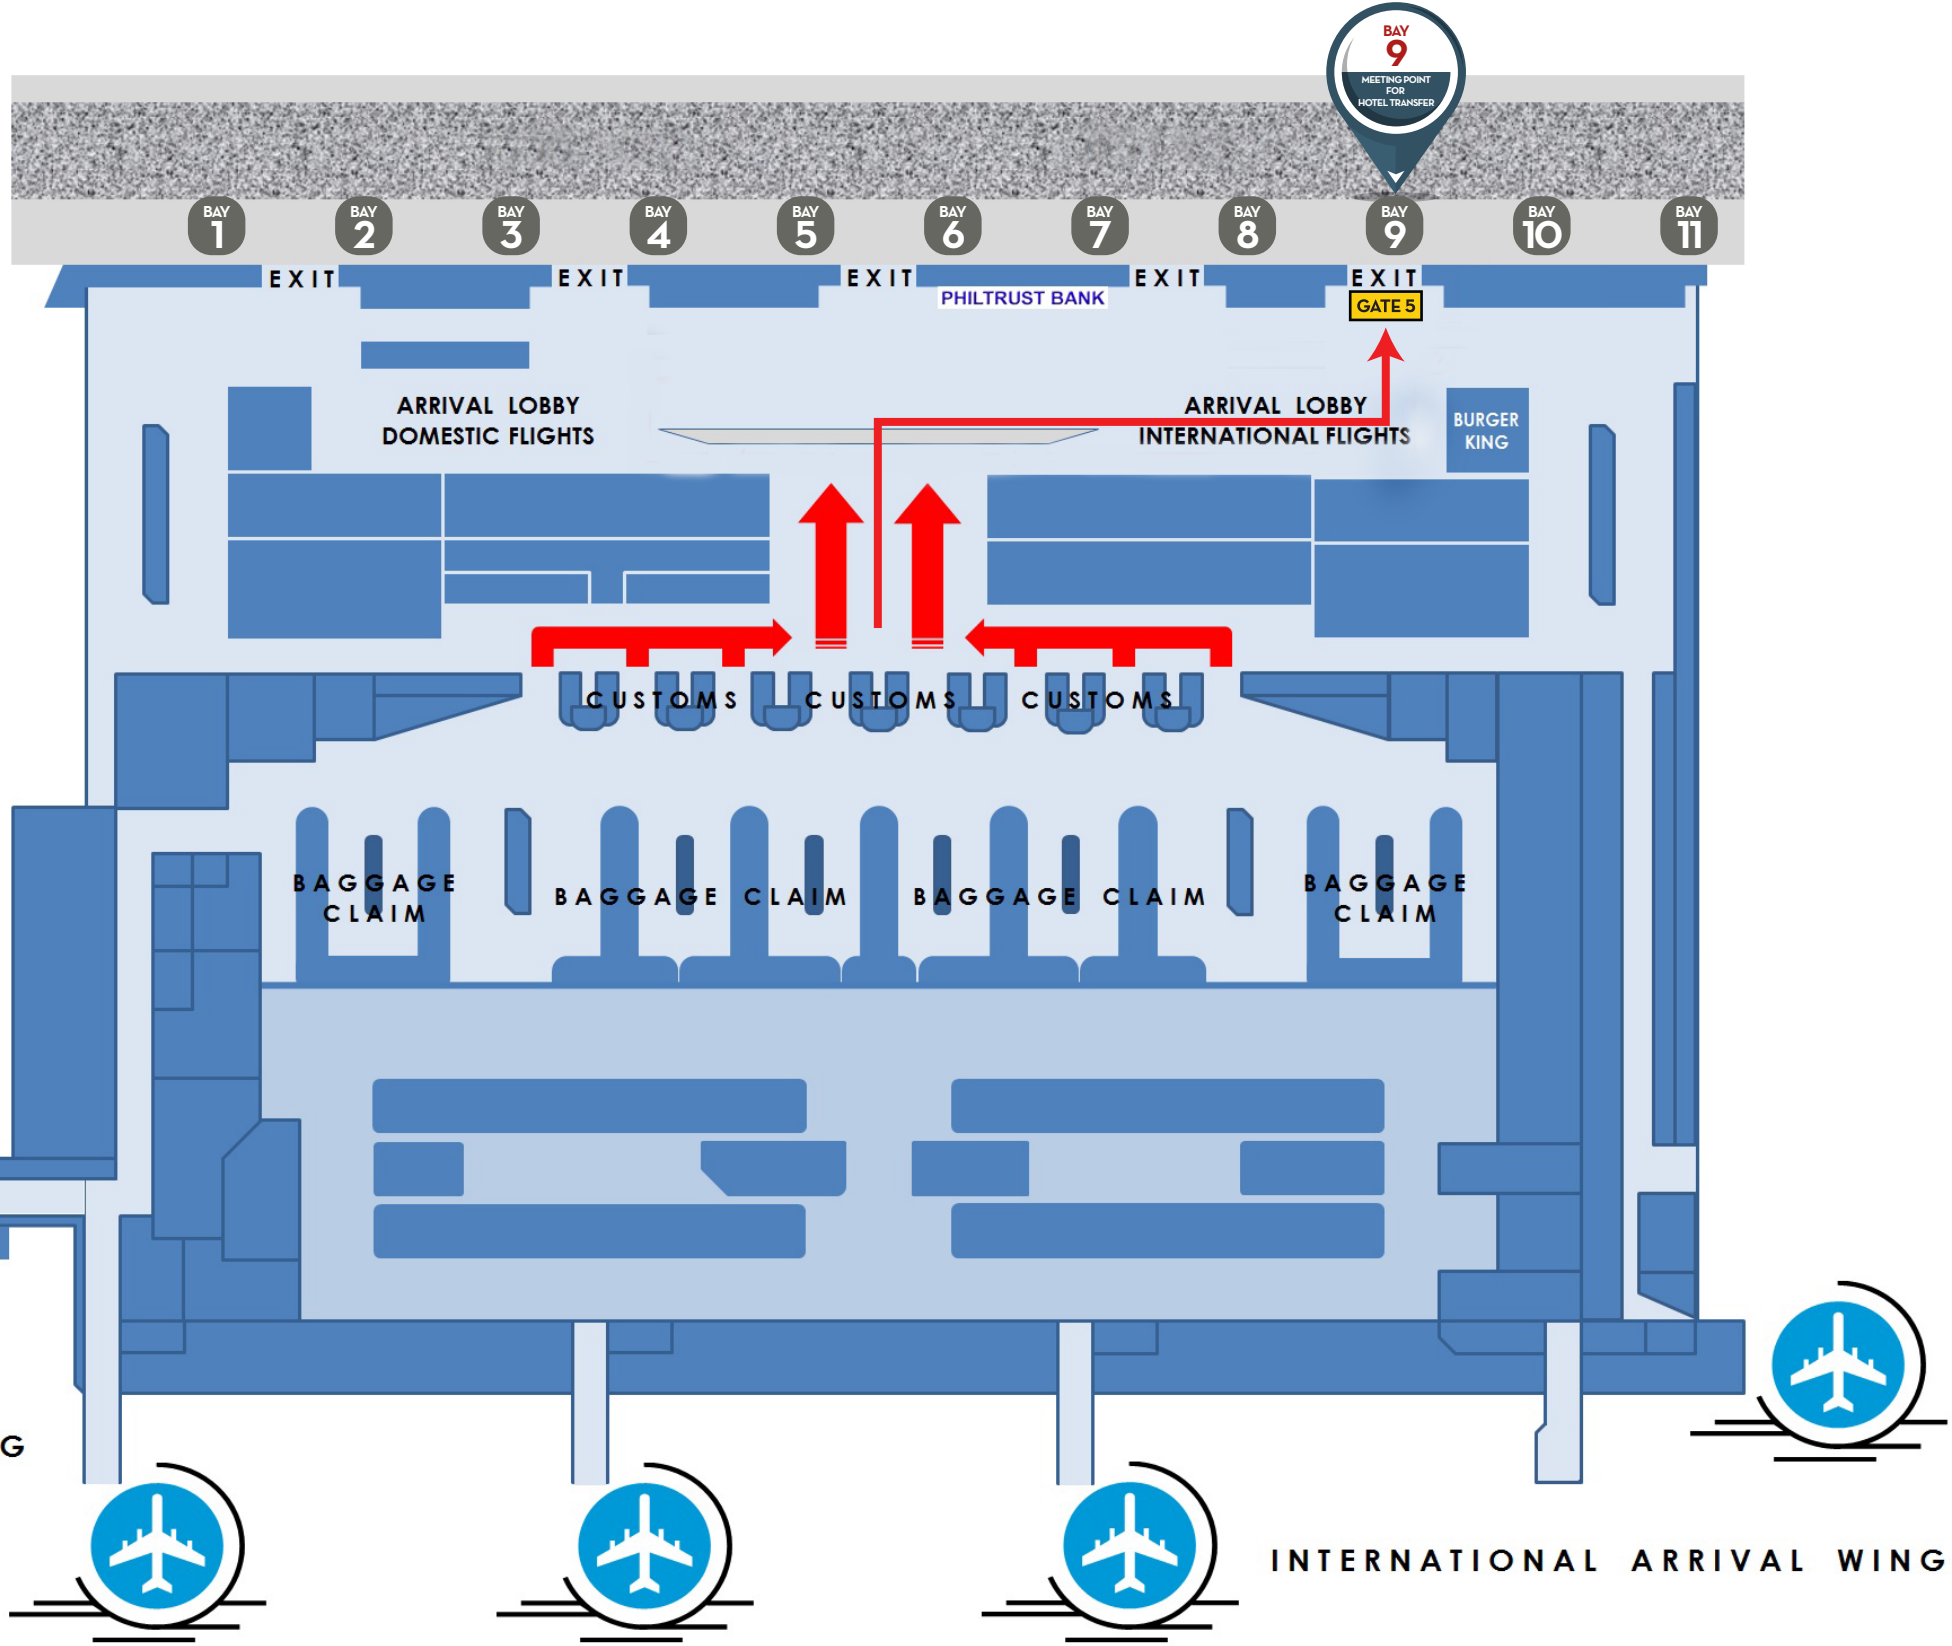 BAY
9
MEETING POINT
FOR
HOTEL TRANSFER
BAY
1
BAY
2
BAY
3
BAY
4
BAY
5
BAY
6
BAY
7
BAY
8
BAY
9
BAY
10
BAY
11
EXIT
EXIT
EXIT
EXIT
EXIT
PHILTRUST BANK
GATE 5
ARRIVAL LOBBY
DOMESTIC FLIGHTS
ARRIVAL LOBBY
INTERNATIONAL FLIGHTS
BURGER
KING
CUSTOMS
CUSTOMS
CUSTOMS
BAGGAGE
CLAIM
BAGGAGE CLAIM
BAGGAGE CLAIM
BAGGAGE
CLAIM
G
INTERNATIONAL ARRIVAL WING